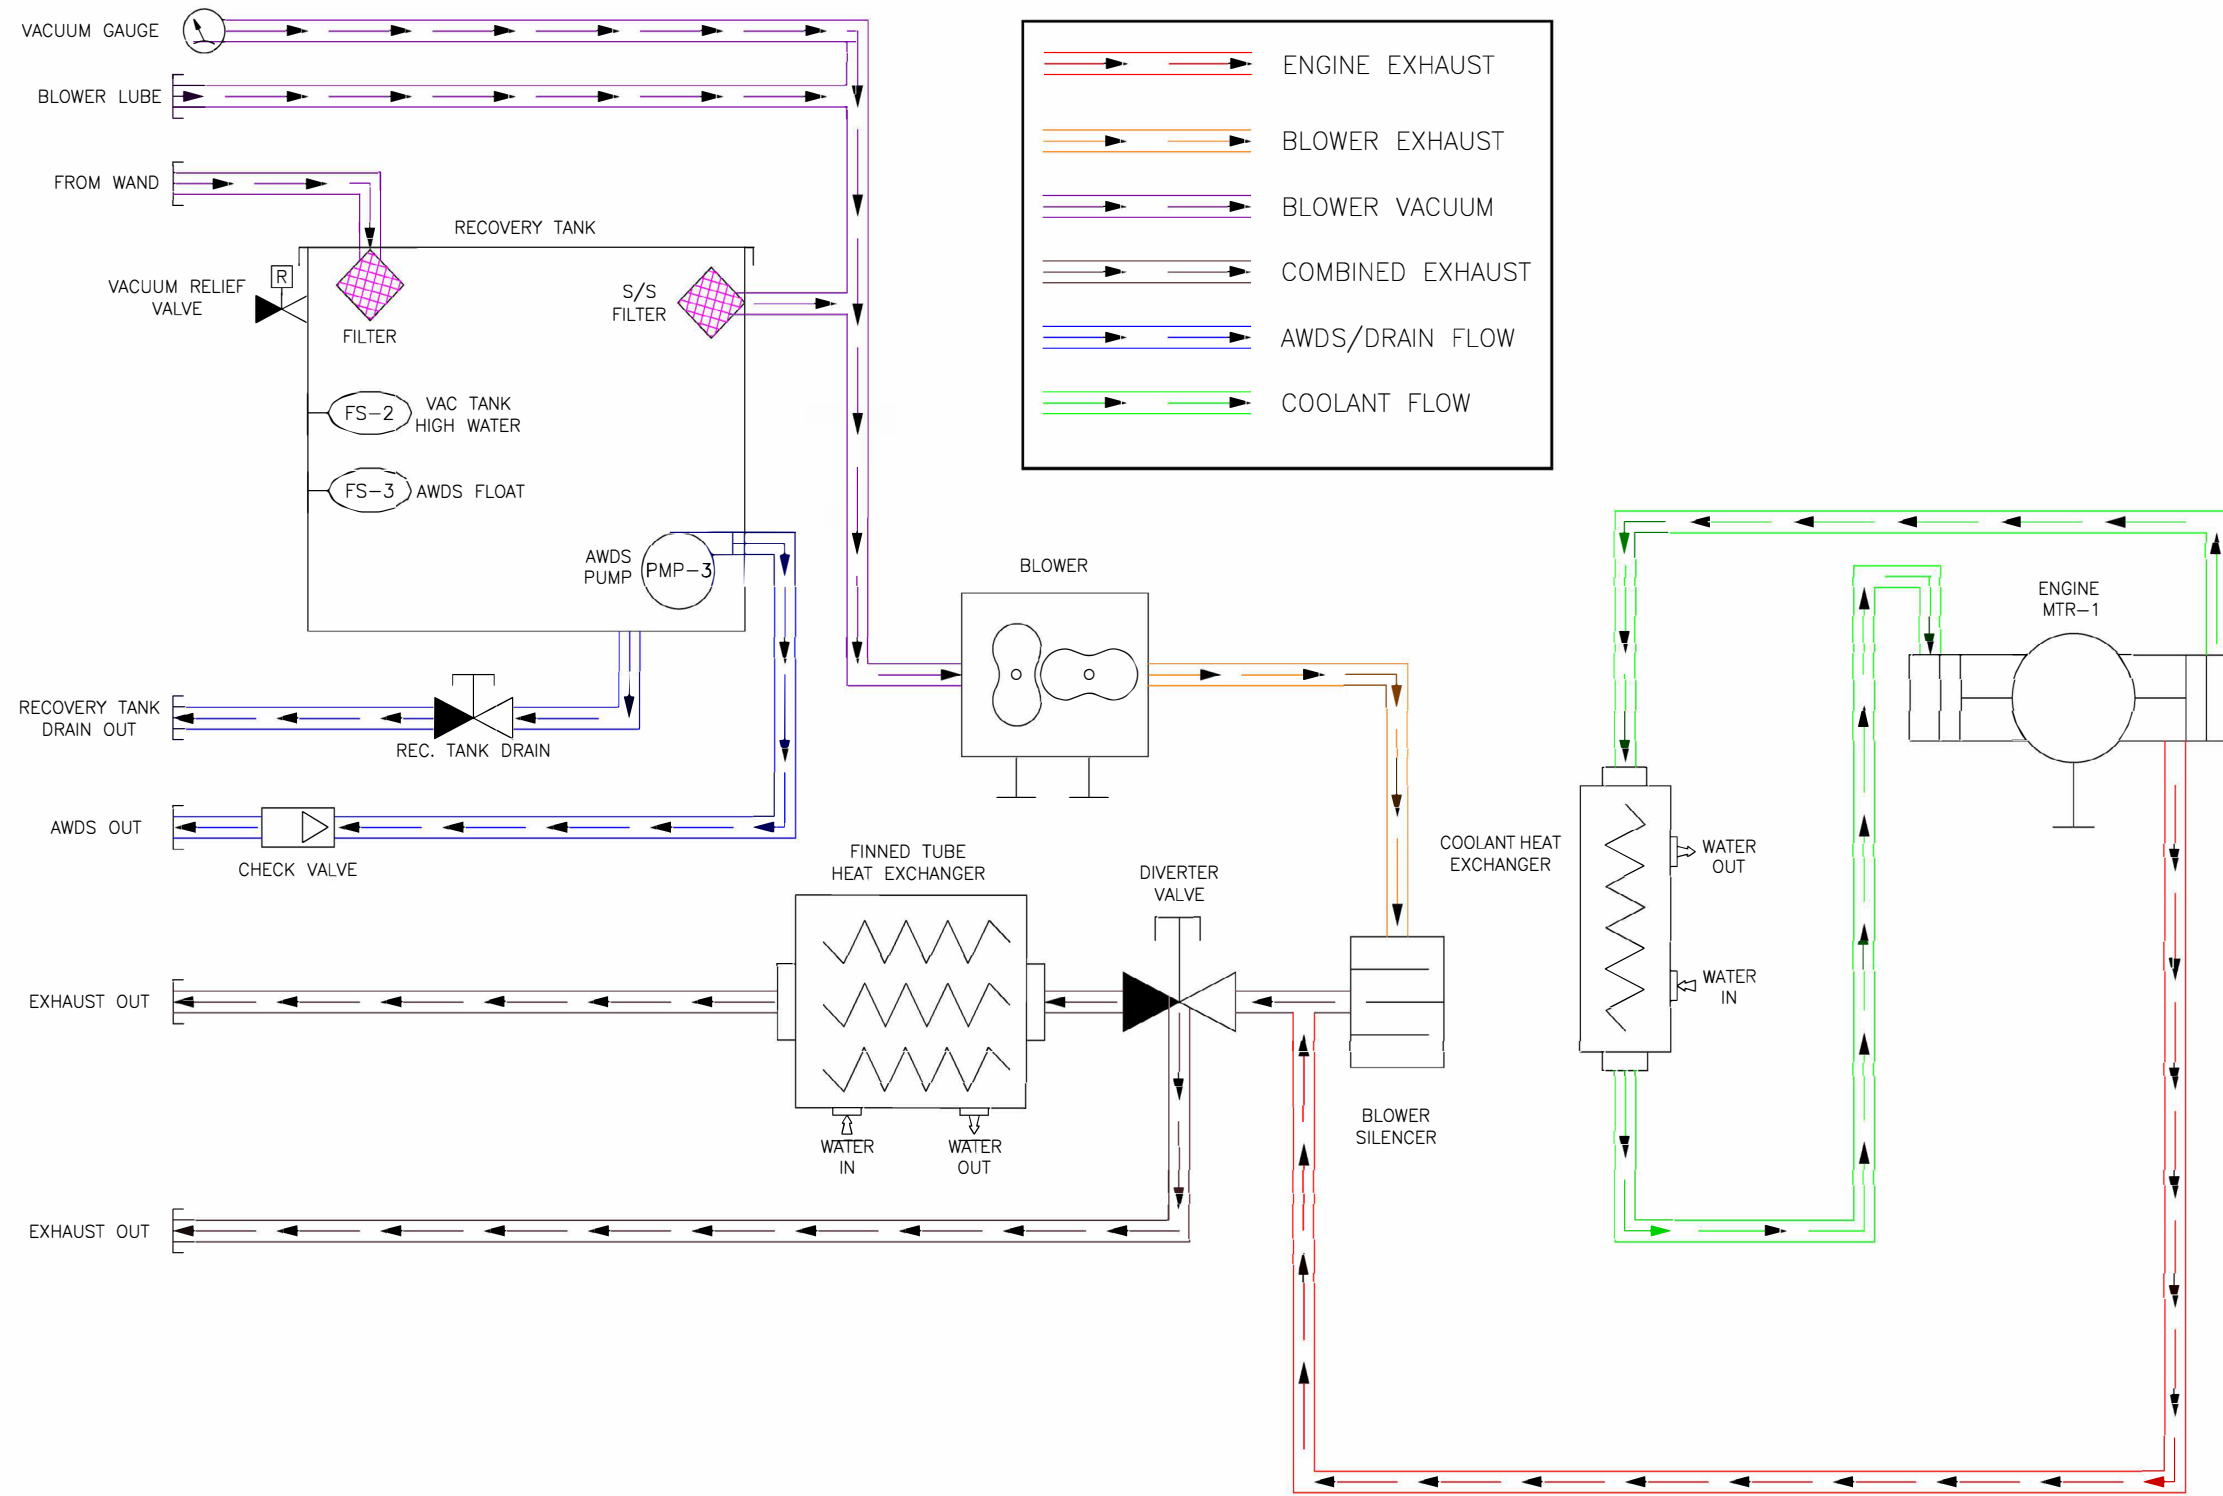 VACUUM GAUGE
BLOWER LUBE
FROM WAND
RECOVERY TANK
R
VACUUM RELIEF
VALVE
FILTER
S/S
FILTER
FS-2
VAC TANK
HIGH WATER
FS-3
AWDS FLOAT
AWDS
PUMP
PMP-3
RECOVERY TANK
DRAIN OUT
REC. TANK DRAIN
AWDS OUT
CHECK VALVE
ENGINE EXHAUST
BLOWER EXHAUST
BLOWER VACUUM
COMBINED EXHAUST
AWDS/DRAIN FLOW
COOLANT FLOW
BLOWER
ENGINE
MTR-1
FINNED TUBE
HEAT EXCHANGER
DIVERTER
VALVE
COOLANT HEAT
EXCHANGER
WATER
OUT
WATER
IN
EXHAUST OUT
WATER
IN
WATER
OUT
BLOWER
SILENCER
EXHAUST OUT